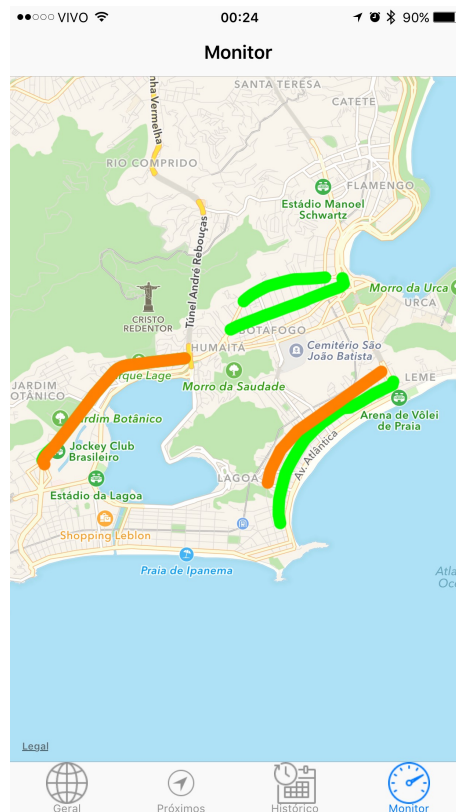 VIVO
00:24
90%
Monitor
SANTA TERESA
CATETE
nha Vermelha
RIO COMPRIDO
FLAMENGO
Estádio Manoel
Schwartz
Túnel André Rebouças
Morro da Urca
URCA
CRISTO
REDENTOR
BOTAFOGO
HUMAITÁ
Cemitério São
João Batista
arque Lage
Morro da Saudade
LEME
JARDIM
OTÂNICO
rdim Botânico
Arena de Vôlei
de Praia
Jockey Club
Brasileiro
Av. Atlântica
LAGOA
Estádio da Lagoa
Shopping Leblon
Praia de Ipanema
Atla
Oc
Legal
Geral
Próximos
Histórico
Monitor